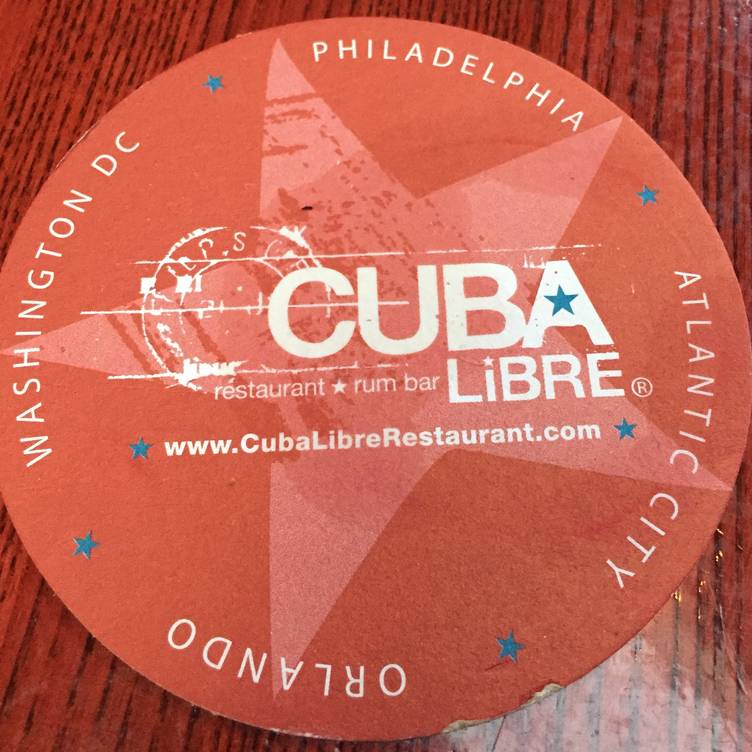 PHILADELPHIA
WASHINGTON DC
ATLANTIC CITY
CUBA
LiBRE®
restaurant ★ rum bar
www.CubaLibreRestaurant.com
ORLANDO